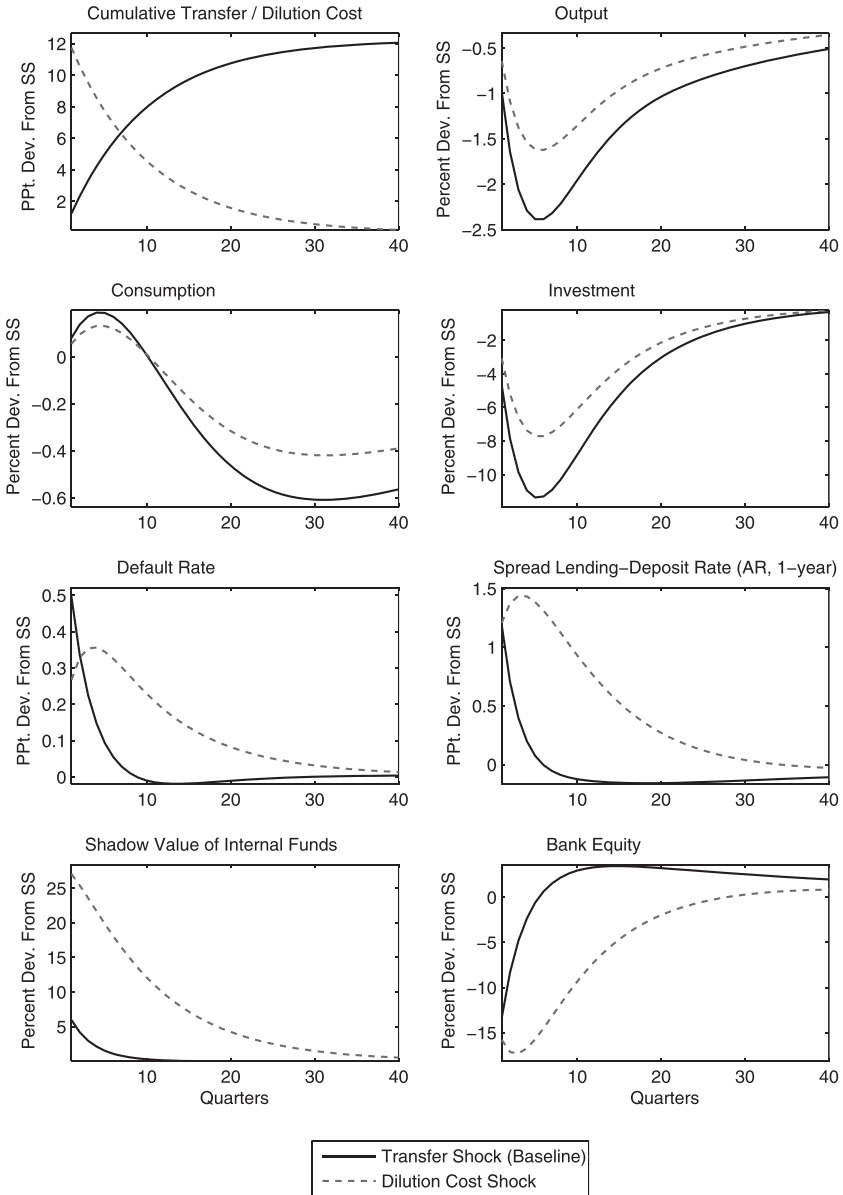 Cumulative Transfer / Dilution Cost
PPt. Dev. From SS
12
10
8
6
4
2
10 20 30 40
Output
Percent Dev. From SS
−0.5
−1
−1.5
−2
−2.5
10 20 30 40
Consumption
Percent Dev. From SS
0
−0.2
−0.4
−0.6
10 20 30 40
Investment
Percent Dev. From SS
−2
−4
−6
−8
−10
10 20 30 40
Default Rate
PPt. Dev. From SS
0.5
0.4
0.3
0.2
0.1
0
10 20 30 40
Spread Lending−Deposit Rate (AR, 1−year)
PPt. Dev. From SS
1.5
1
0.5
0
10 20 30 40
Shadow Value of Internal Funds
Percent Dev. From SS
25
20
15
10
5
10 20 30 40
Quarters
Bank Equity
Percent Dev. From SS
0
−5
−10
−15
10 20 30 40
Quarters
Transfer Shock (Baseline)
Dilution Cost Shock